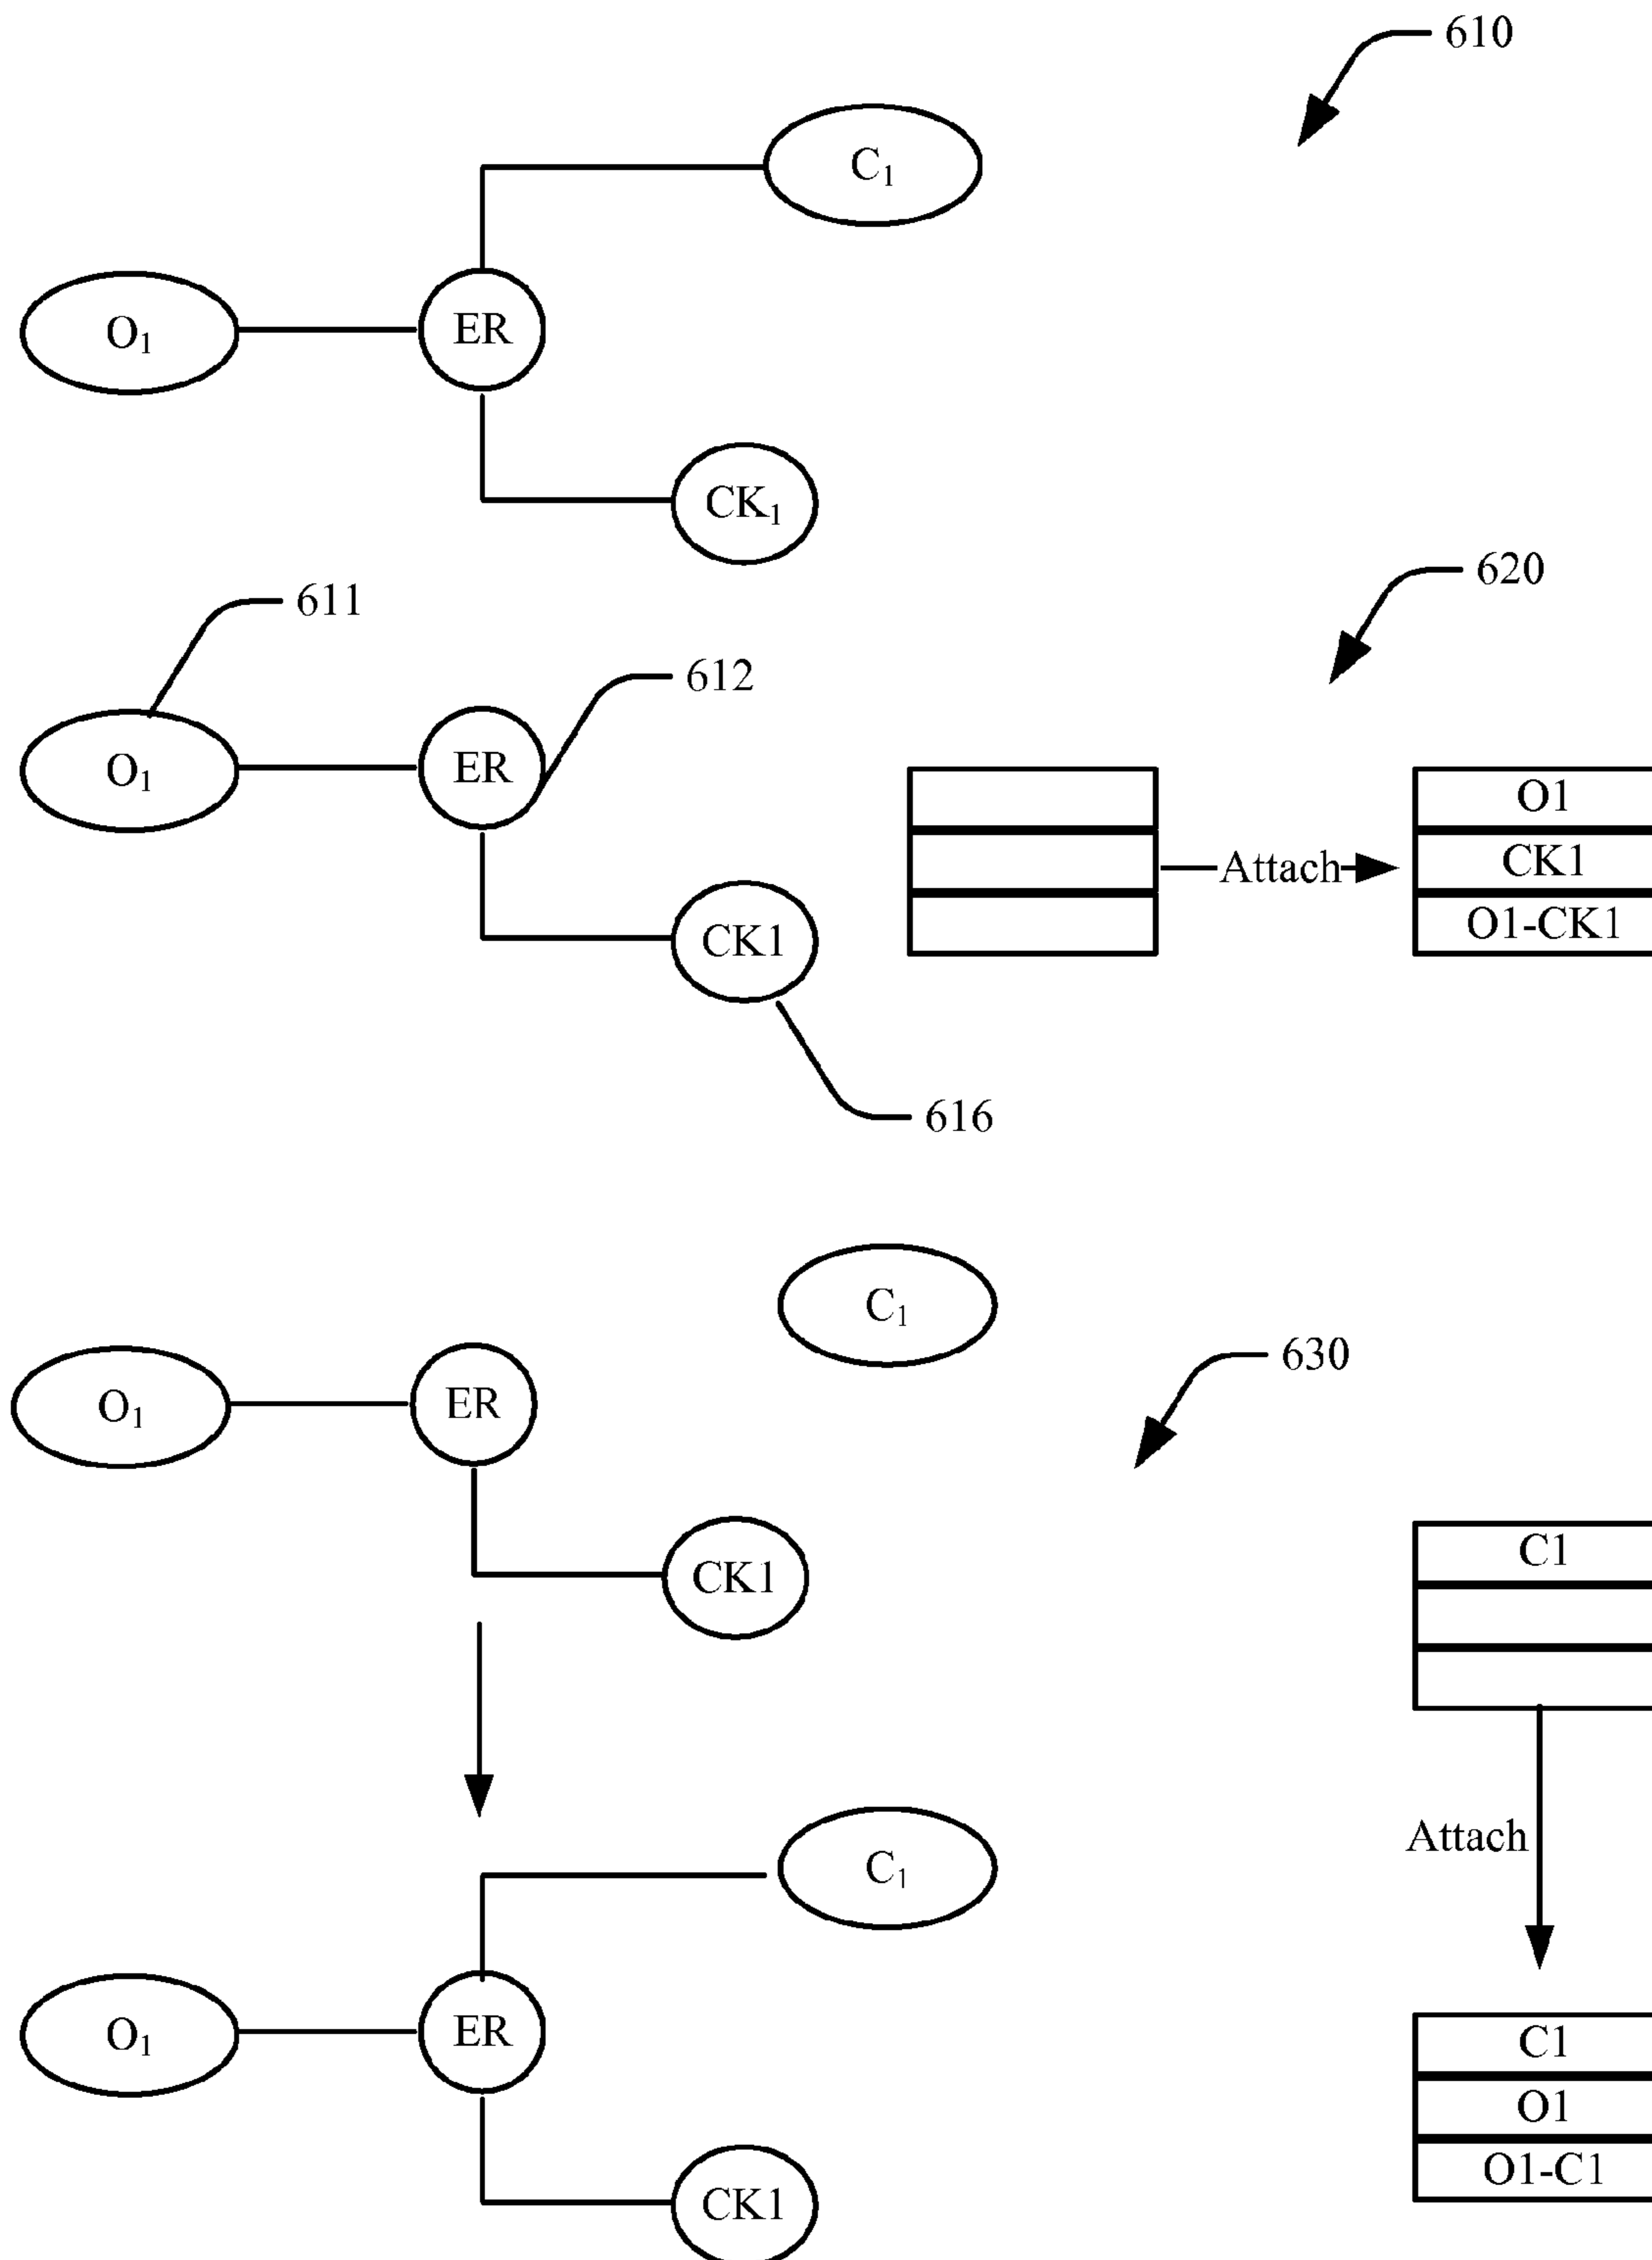 610
C₁
O₁
ER
CK₁
620
611
612
O₁
ER
O1
CK1
Attach
O1-CK1
CK1
616
C₁
630
O₁
ER
C1
CK1
Attach
C₁
O₁
ER
C1
O1
O1-C1
CK1